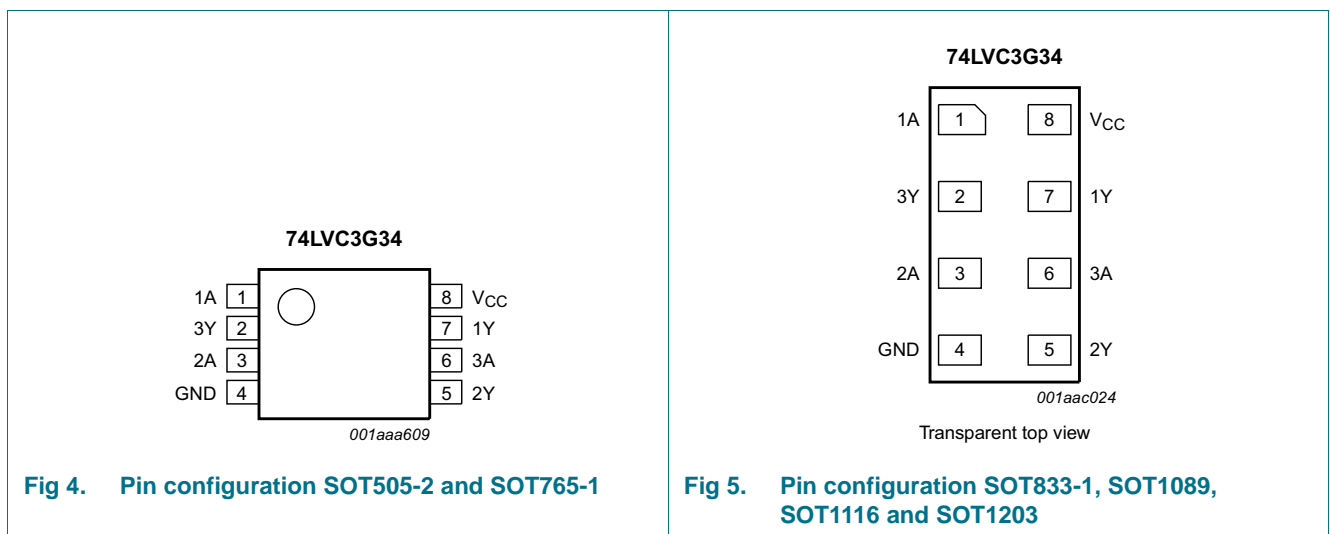 74LVC3G34
1A 1 8 VCC
3Y 2 7 1Y
2A 3 6 3A
GND 4 5 2Y
001aaa609
Fig 4. Pin configuration SOT505-2 and SOT765-1
74LVC3G34
1A 1 8 VCC
3Y 2 7 1Y
2A 3 6 3A
GND 4 5 2Y
001aac024
Transparent top view
Fig 5. Pin configuration SOT833-1, SOT1089,
SOT1116 and SOT1203